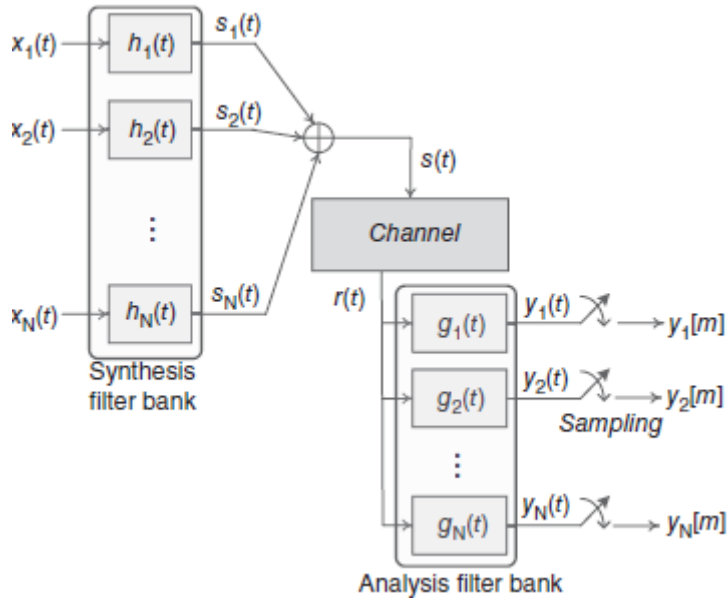 x₁(t) h₁(t) s₁(t)
x₂(t) h₂(t) s₂(t)
s(t)
⋮
Channel
x_N(t) h_N(t) s_N(t)
r(t)
g₁(t) y₁(t) y₁[m]
Synthesis
filter bank
g₂(t) y₂(t) y₂[m]
Sampling
⋮
g_N(t) y_N(t) y_N[m]
Analysis filter bank